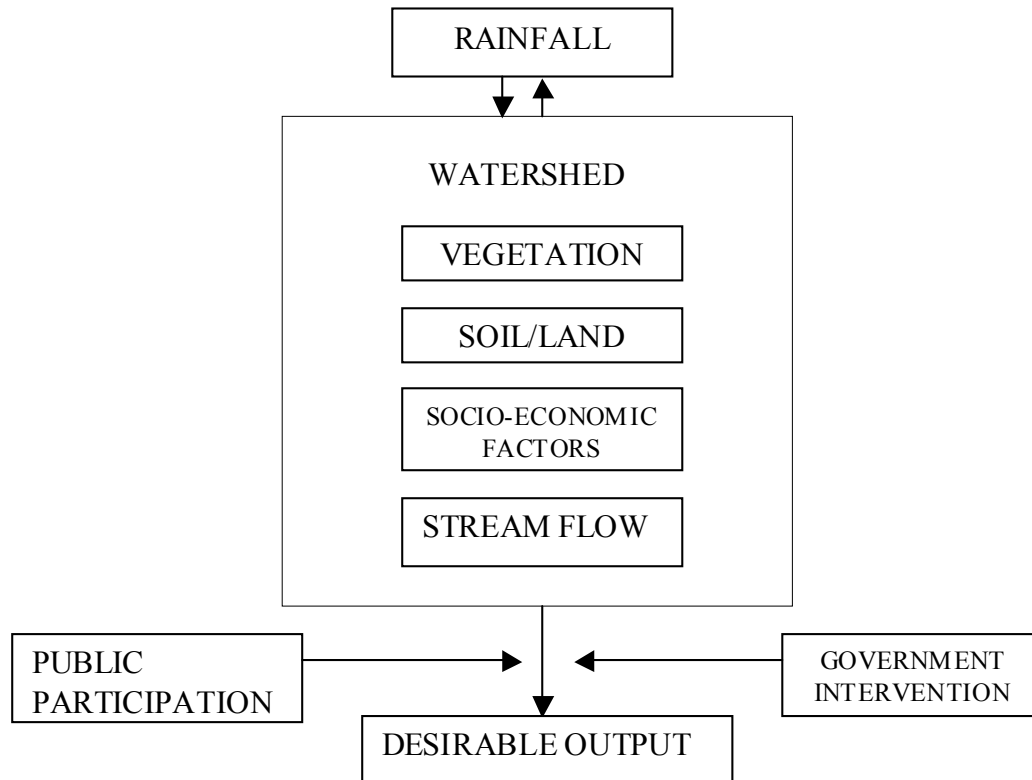 RAINFALL
WATERSHED
VEGETATION
SOIL/LAND
SOCIO-ECONOMIC
FACTORS
STREAM FLOW
PUBLIC
PARTICIPATION
GOVERNMENT
INTERVENTION
DESIRABLE OUTPUT